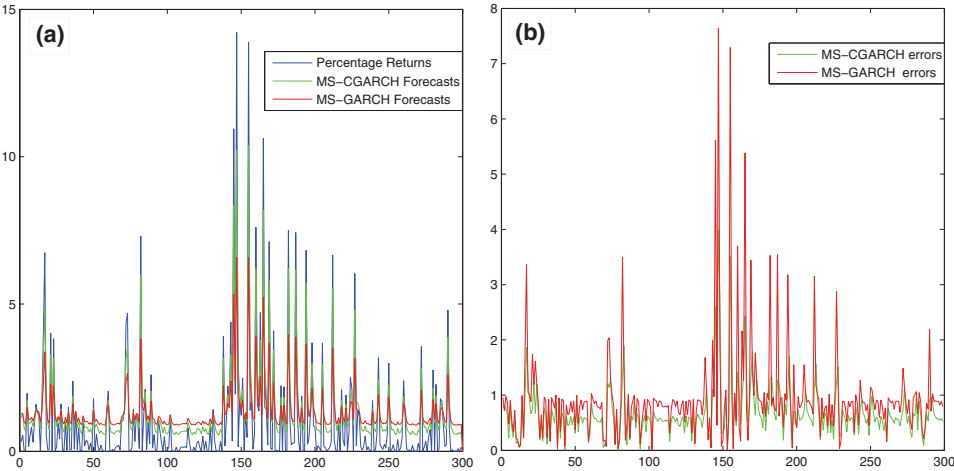 (a)
Percentage Returns
MS-CGARCH Forecasts
MS-GARCH Forecasts
15
10
5
0
0 50 100 150 200 250 300
(b)
MS-CGARCH errors
MS-GARCH errors
8
7
6
5
4
3
2
1
0
0 50 100 150 200 250 300